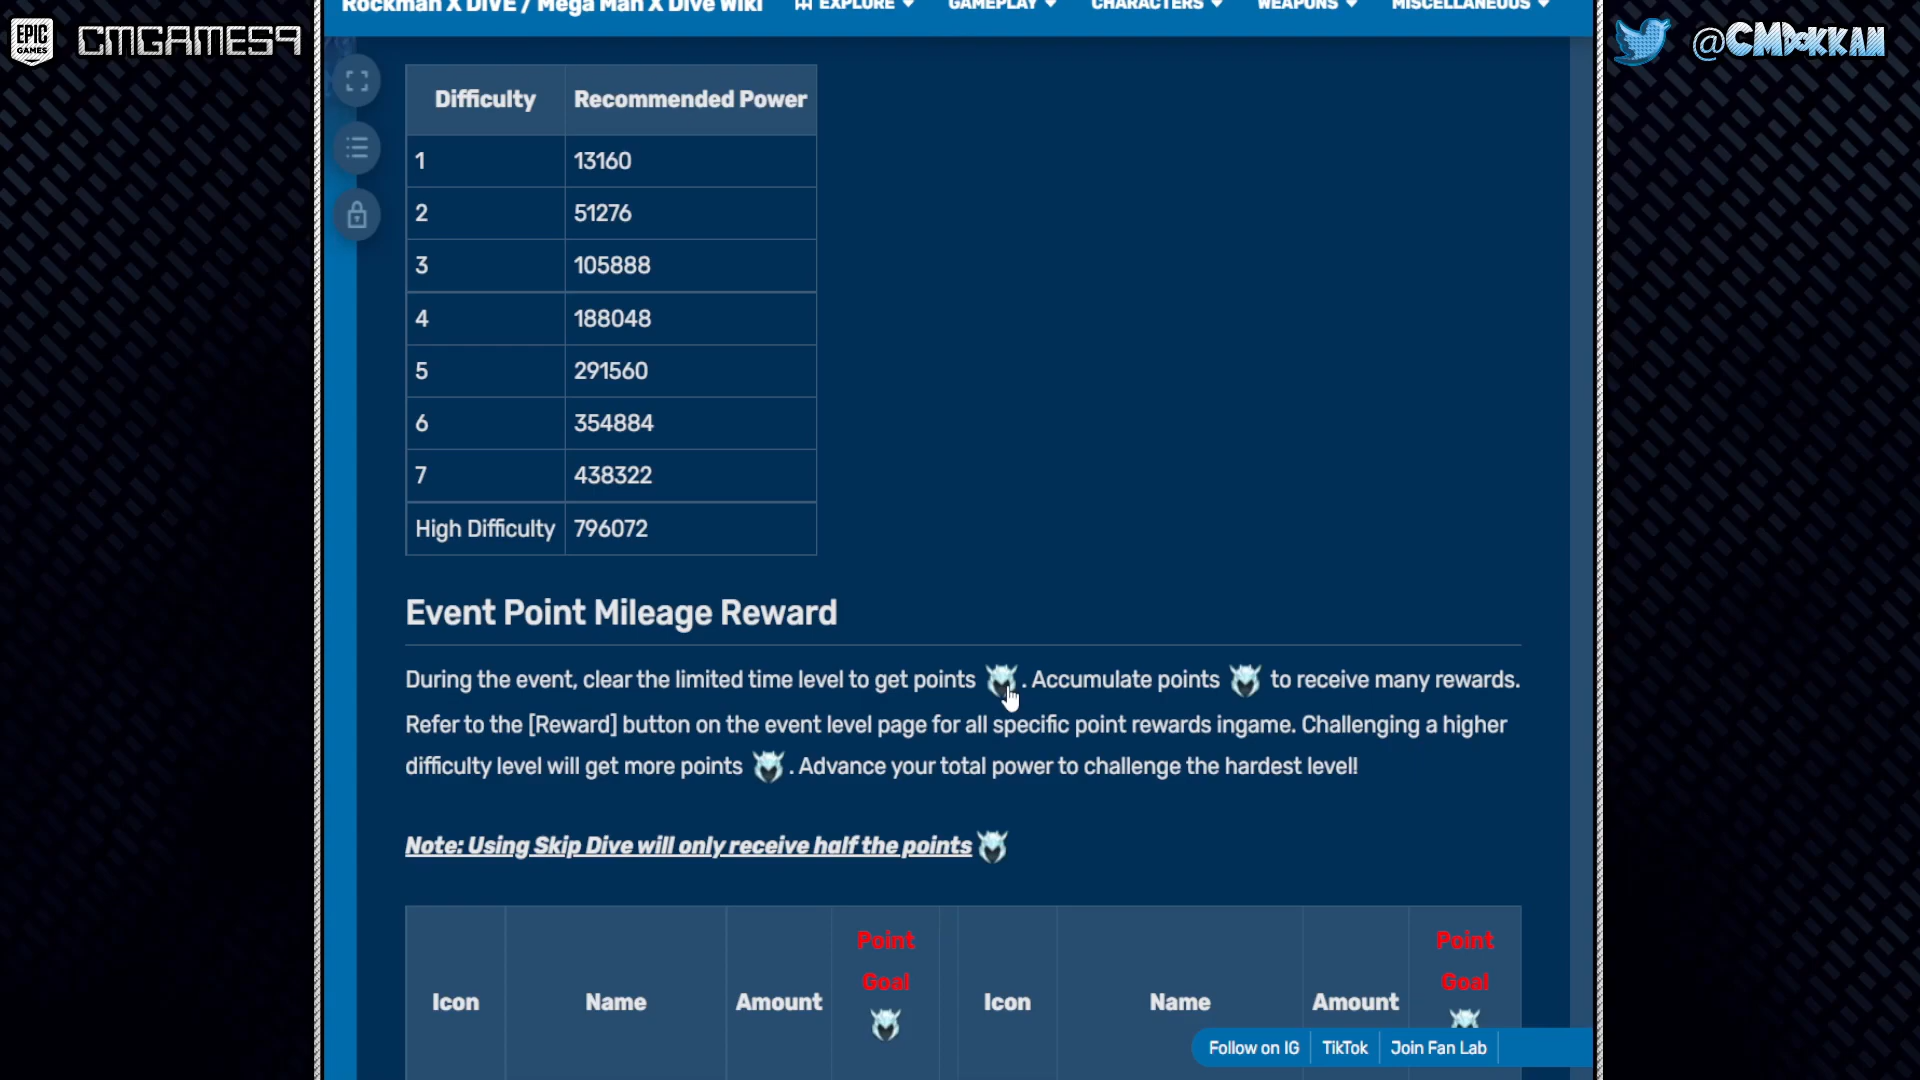 EPIC GAMES CMGAMES9
Rockman X DiVE / Mega Man X Dive Wiki EXPLORE GAMEPLAY CHARACTERS WEAPONS MISCELLANEOUS
@CMDOKKAN
Difficulty Recommended Power
1 13160
2 51276
3 105888
4 188048
5 291560
6 354884
7 438322
High Difficulty 796072
Event Point Mileage Reward
During the event, clear the limited time level to get points . Accumulate points to receive many rewards.
Refer to the [Reward] button on the event level page for all specific point rewards ingame. Challenging a higher
difficulty level will get more points . Advance your total power to challenge the hardest level!
Note: Using Skip Dive will only receive half the points
Icon Name Amount Point Goal Icon Name Amount Point Goal
Follow on IG TikTok Join Fan Lab